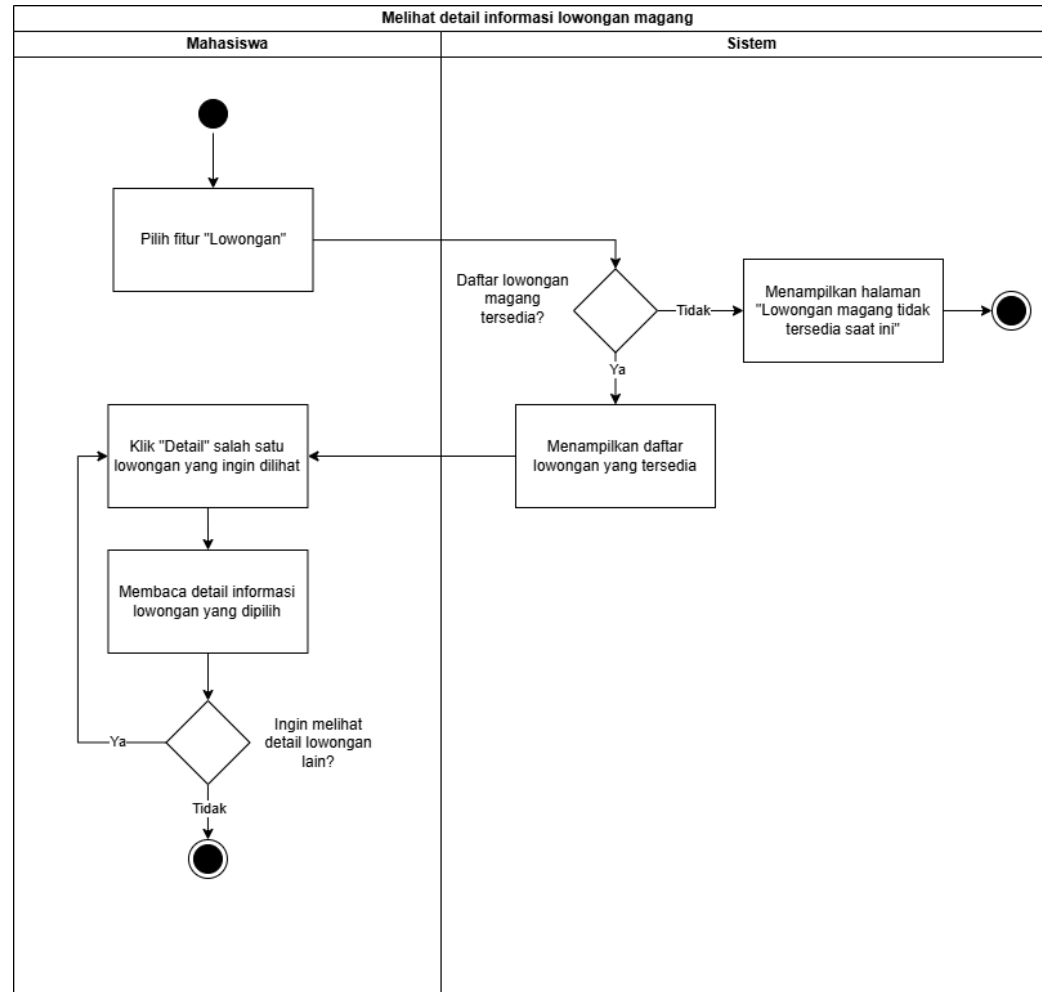 Melihat detail informasi lowongan magang
Mahasiswa
Sistem
Pilih fitur "Lowongan"
Daftar lowongan
magang
tersedia?
Tidak
Menampilkan halaman
"Lowongan magang tidak
tersedia saat ini"
Ya
Menampilkan daftar
lowongan yang tersedia
Klik "Detail" salah satu
lowongan yang ingin dilihat
Membaca detail informasi
lowongan yang dipilih
Ingin melihat
detail lowongan
lain?
Ya
Tidak